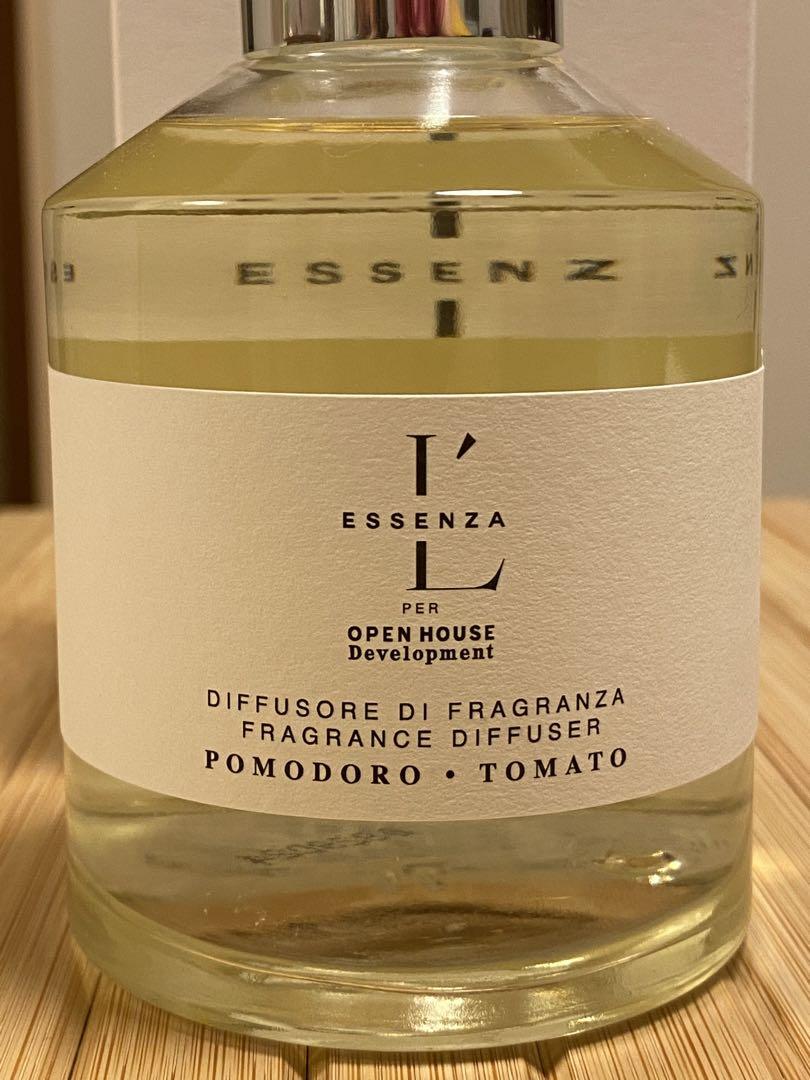 ESSENZ
L'
ESSENZA
PER
OPEN HOUSE
Development
DIFFUSORE DI FRAGRANZA
FRAGRANCE DIFFUSER
POMODORO • TOMATO